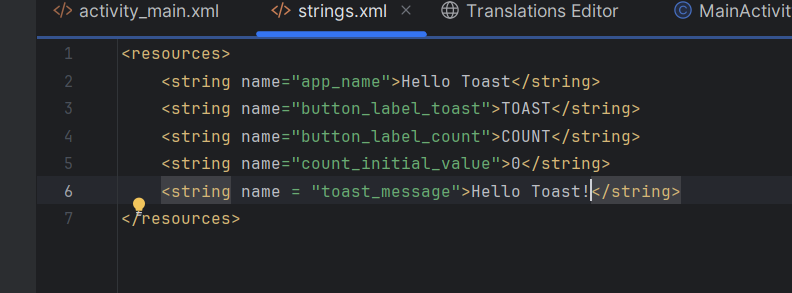 activity_main.xml strings.xml Translations Editor MainActivit
1 <resources>
2 <string name="app_name">Hello Toast</string>
3 <string name="button_label_toast">TOAST</string>
4 <string name="button_label_count">COUNT</string>
5 <string name="count_initial_value">0</string>
6 <string name = "toast_message">Hello Toast!</string>
7 </resources>